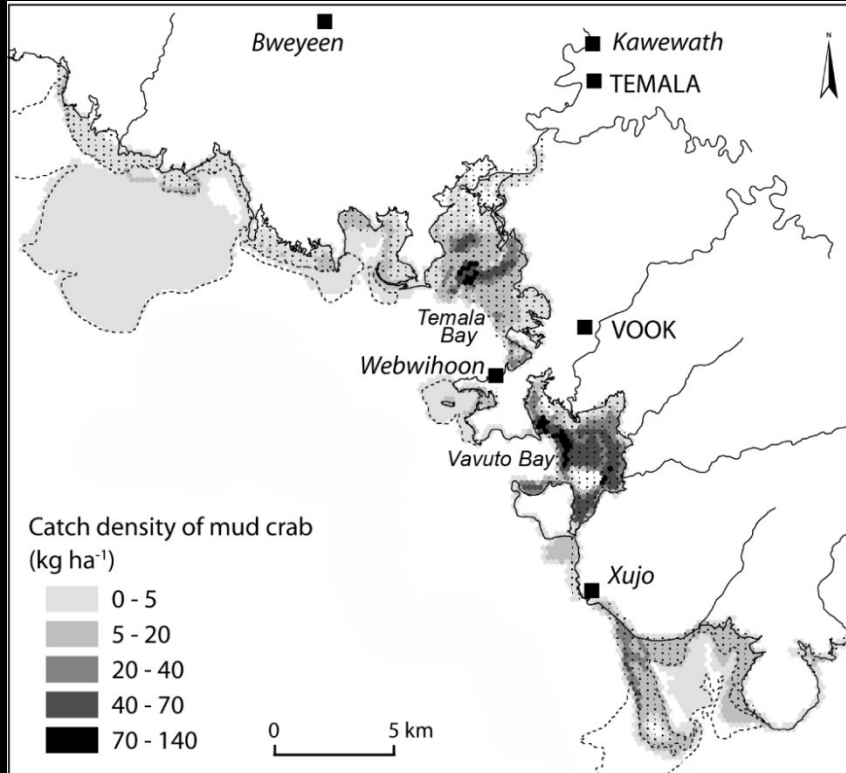 Bweyeen
Kawewath
TEMALA
N
Temala
Bay
VOOK
Webwihoon
Vavuto Bay
Catch density of mud crab
(kg ha⁻¹)
0 - 5
5 - 20
20 - 40
40 - 70
70 - 140
Xujo
0 5 km